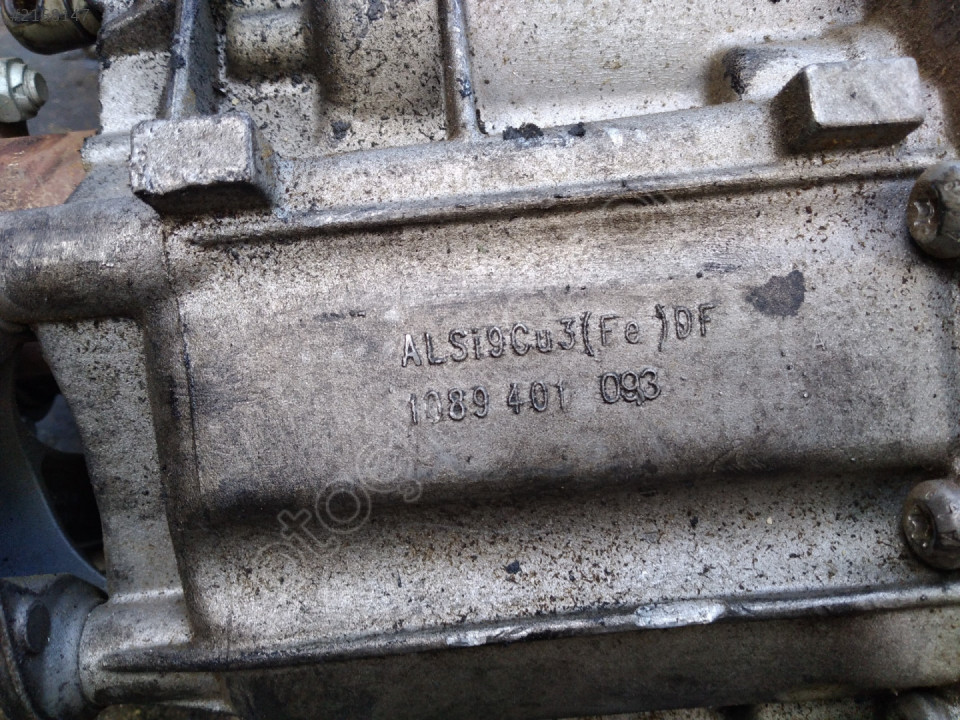 ALSi9Cu3(Fe)DF
1089 401 093
A